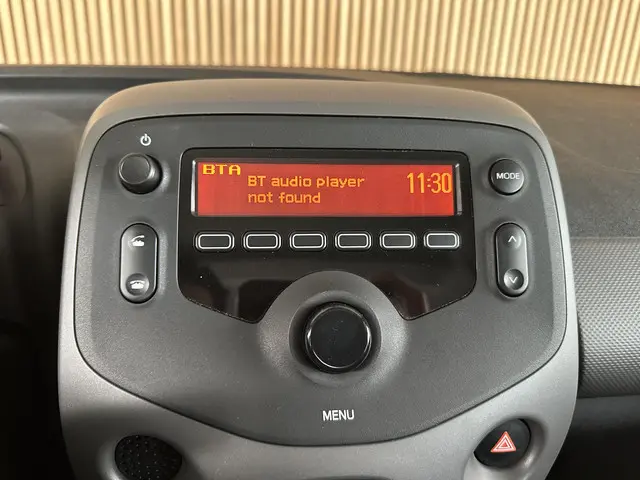 BTA
BT audio player
not found
11:30
MODE
MENU